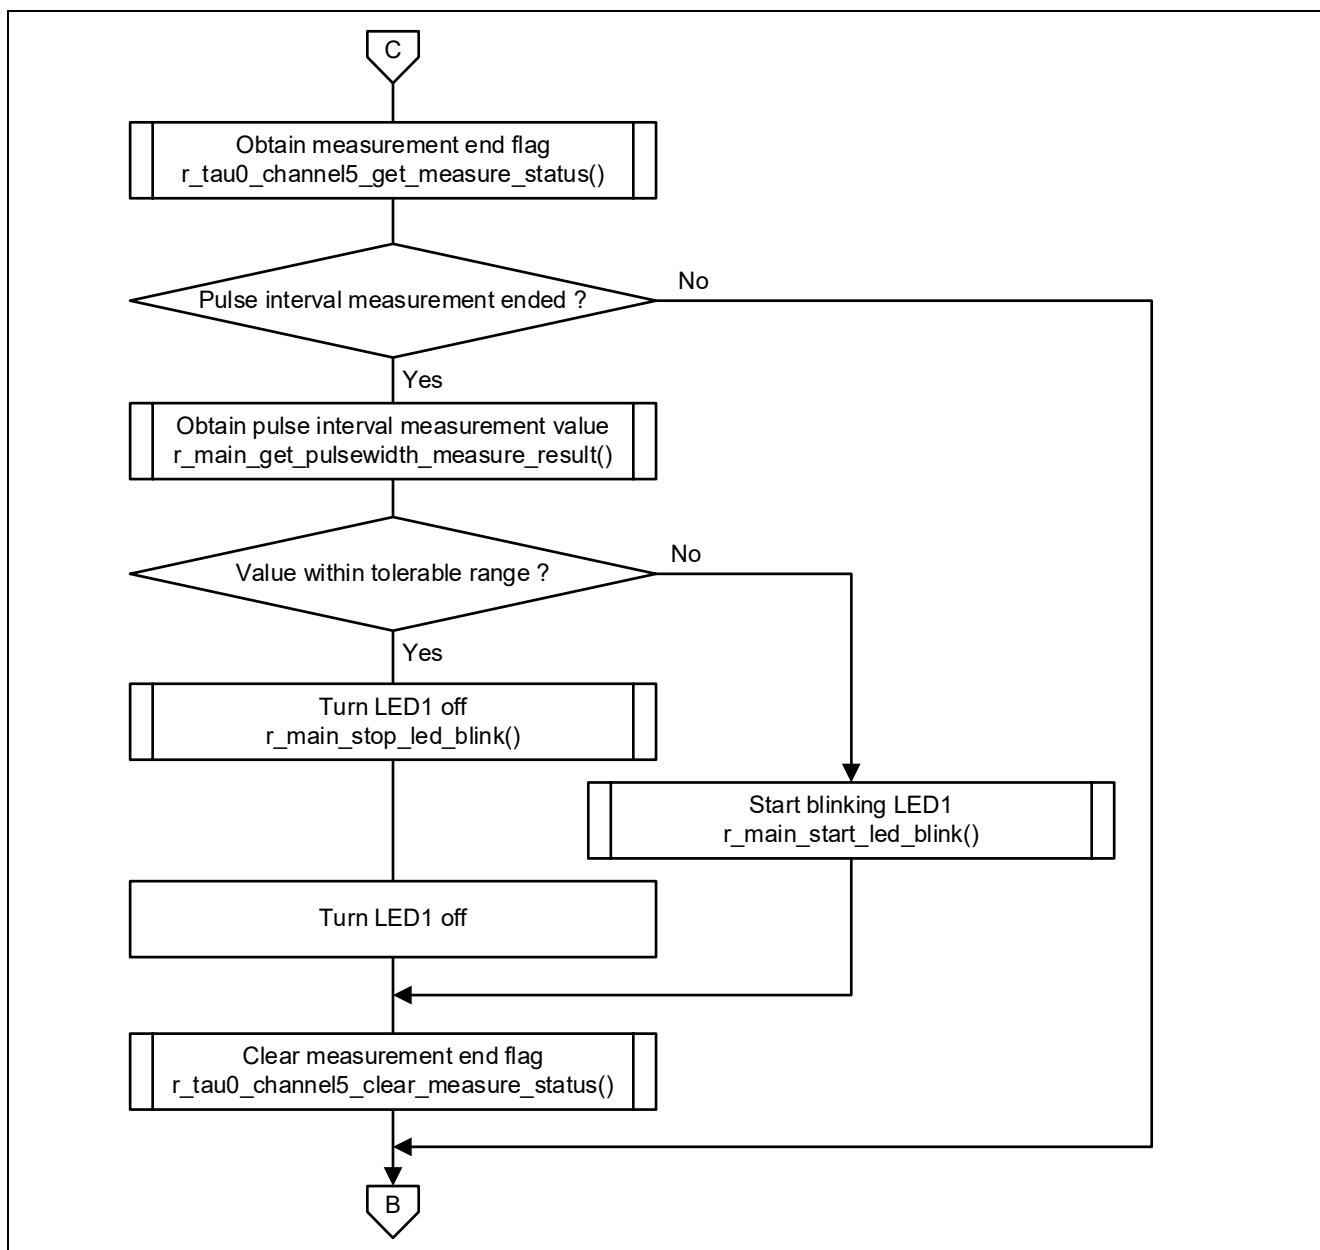 C
Obtain measurement end flag
r_tau0_channel5_get_measure_status()
Pulse interval measurement ended ?
No
Yes
Obtain pulse interval measurement value
r_main_get_pulsewidth_measure_result()
Value within tolerable range ?
No
Yes
Turn LED1 off
r_main_stop_led_blink()
Start blinking LED1
r_main_start_led_blink()
Turn LED1 off
Clear measurement end flag
r_tau0_channel5_clear_measure_status()
B